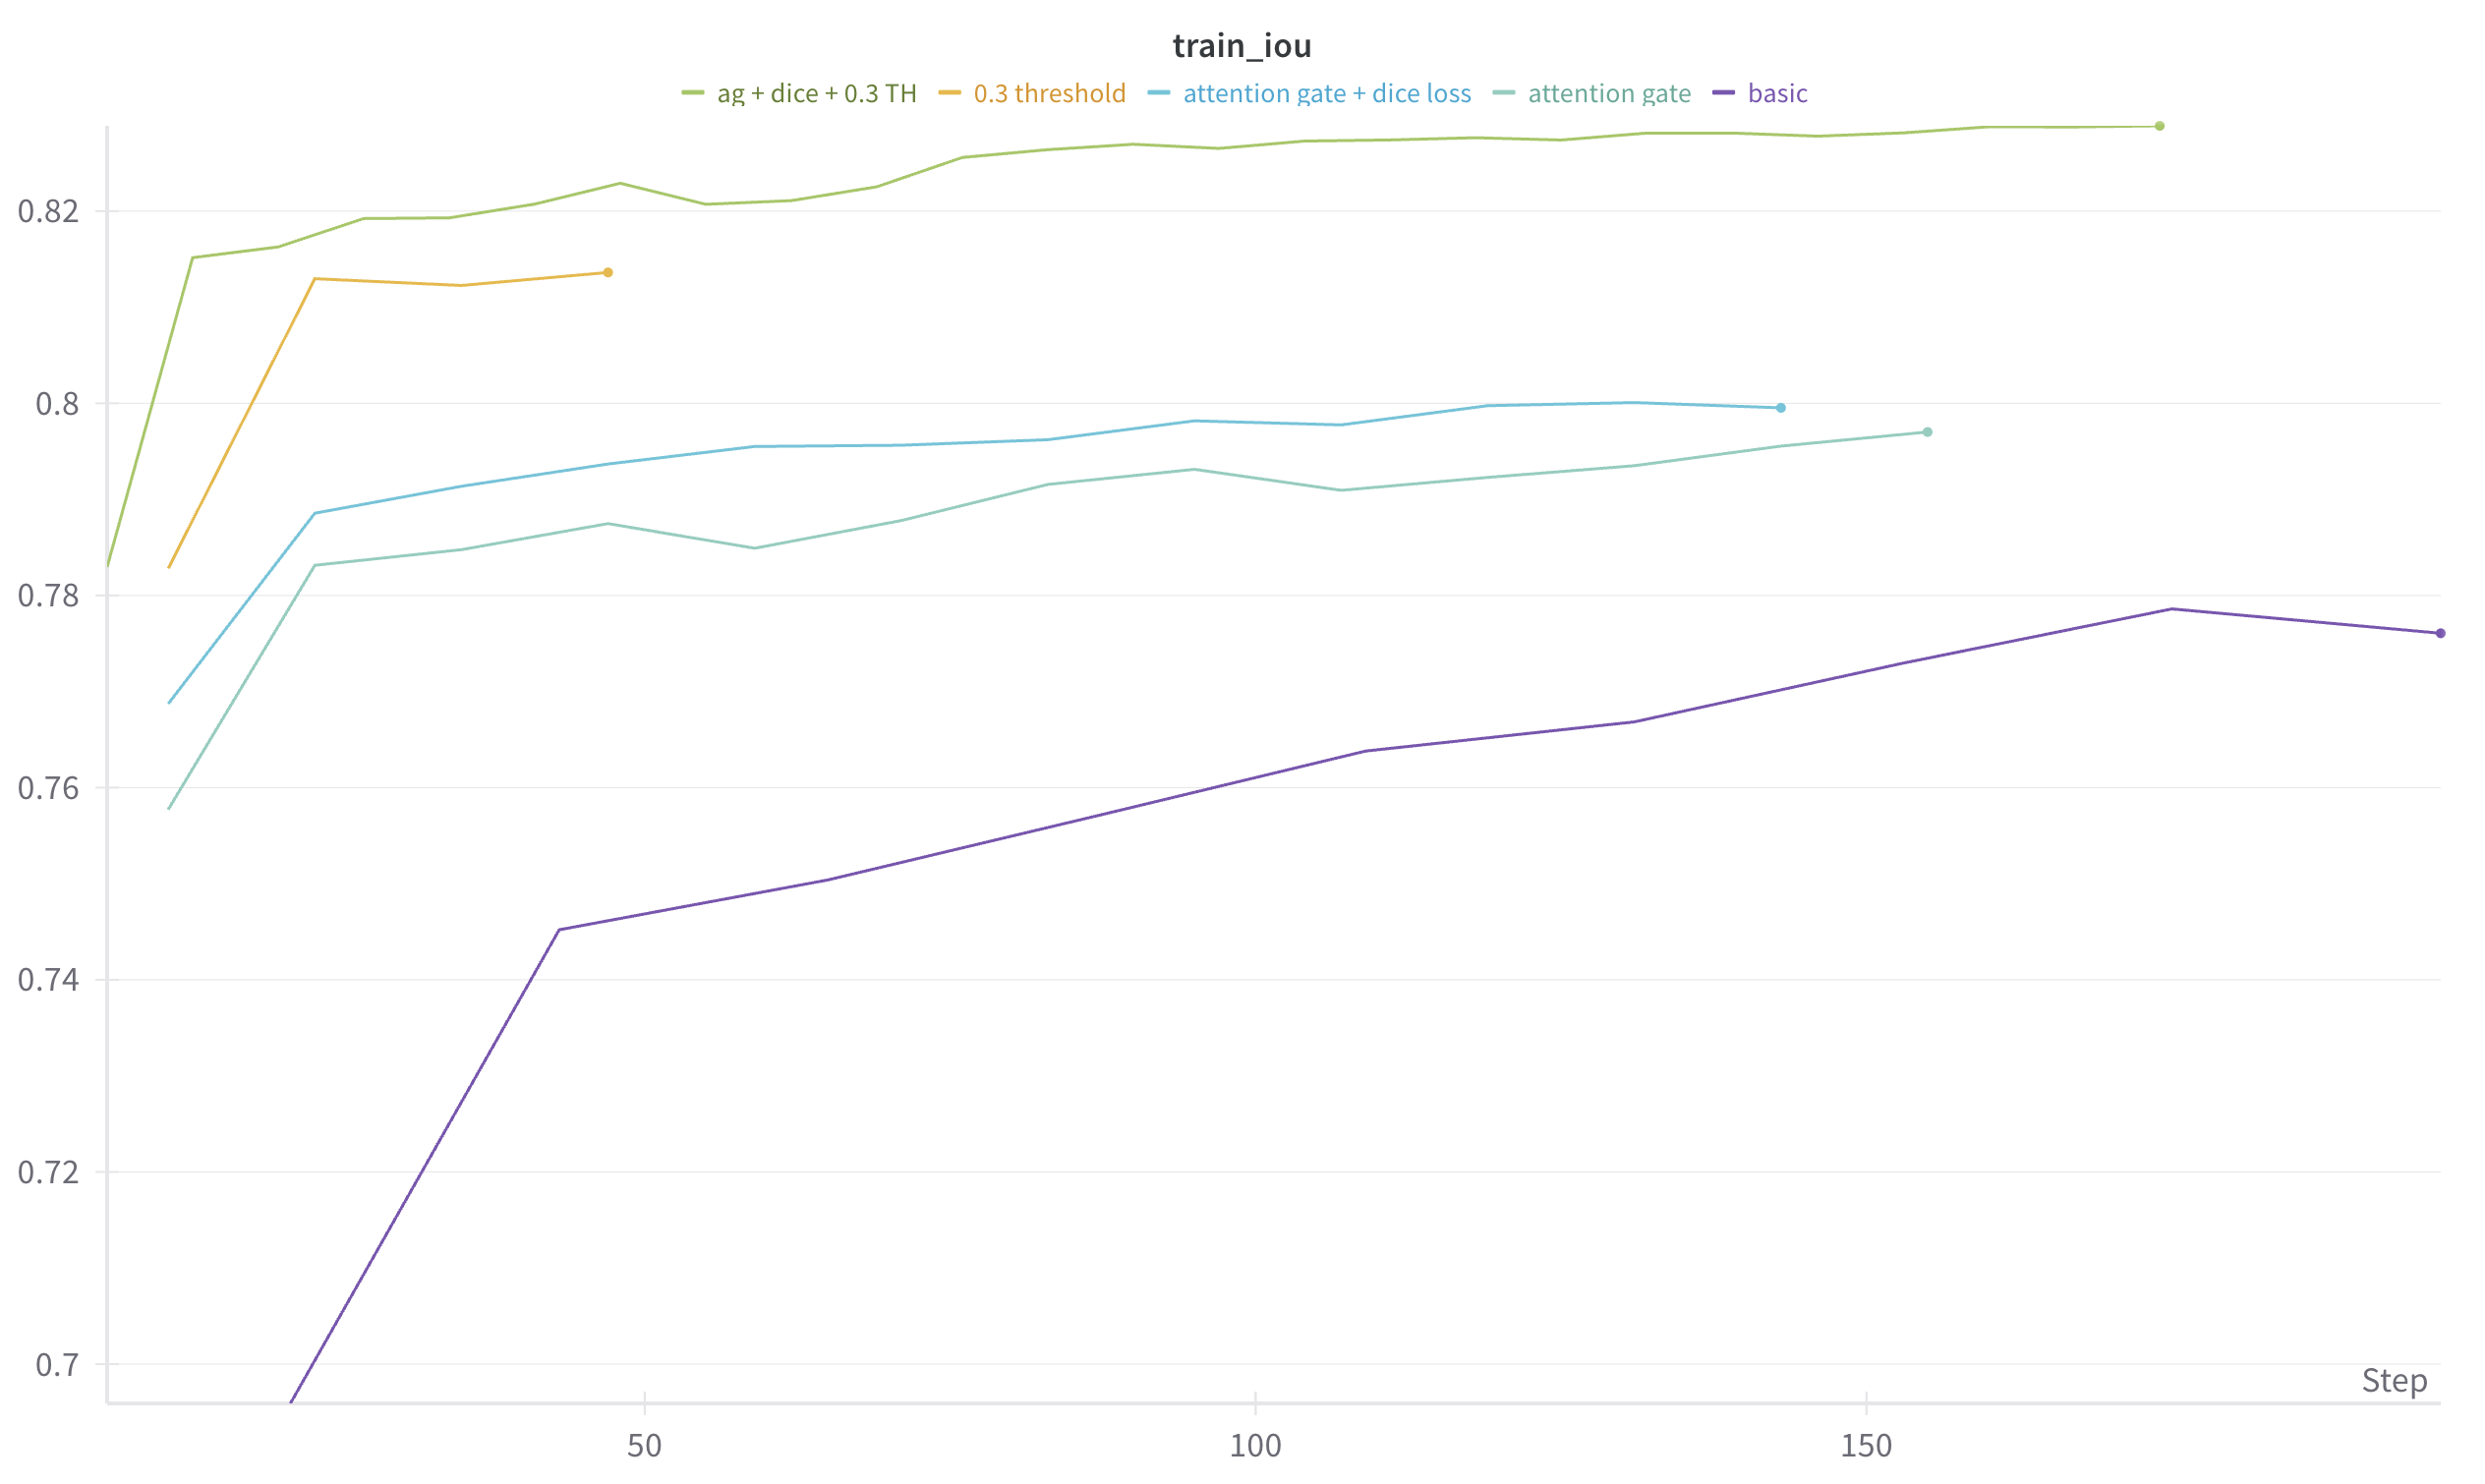 train_iou
ag + dice + 0.3 TH 0.3 threshold attention gate + dice loss attention gate basic
0.82
0.8
0.78
0.76
0.74
0.72
0.7
Step
50 100 150